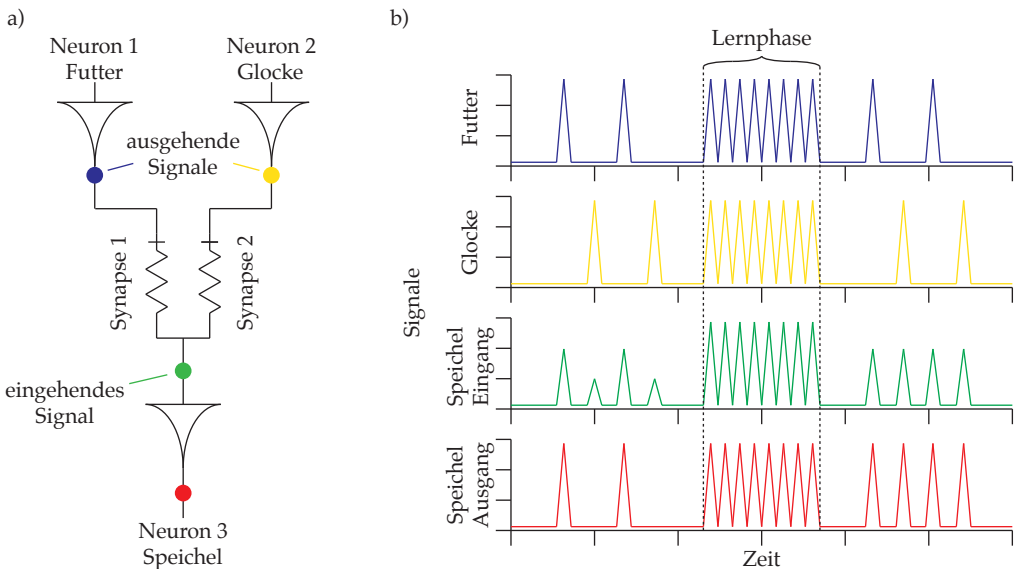 a)
Neuron 1
Futter
Neuron 2
Glocke
ausgehende
Signale
Synapse 1
Synapse 2
eingehendes
Signal
Neuron 3
Speichel
b)
Lernphase
Signale
Futter
Glocke
Speichel
Eingang
Speichel
Ausgang
Zeit